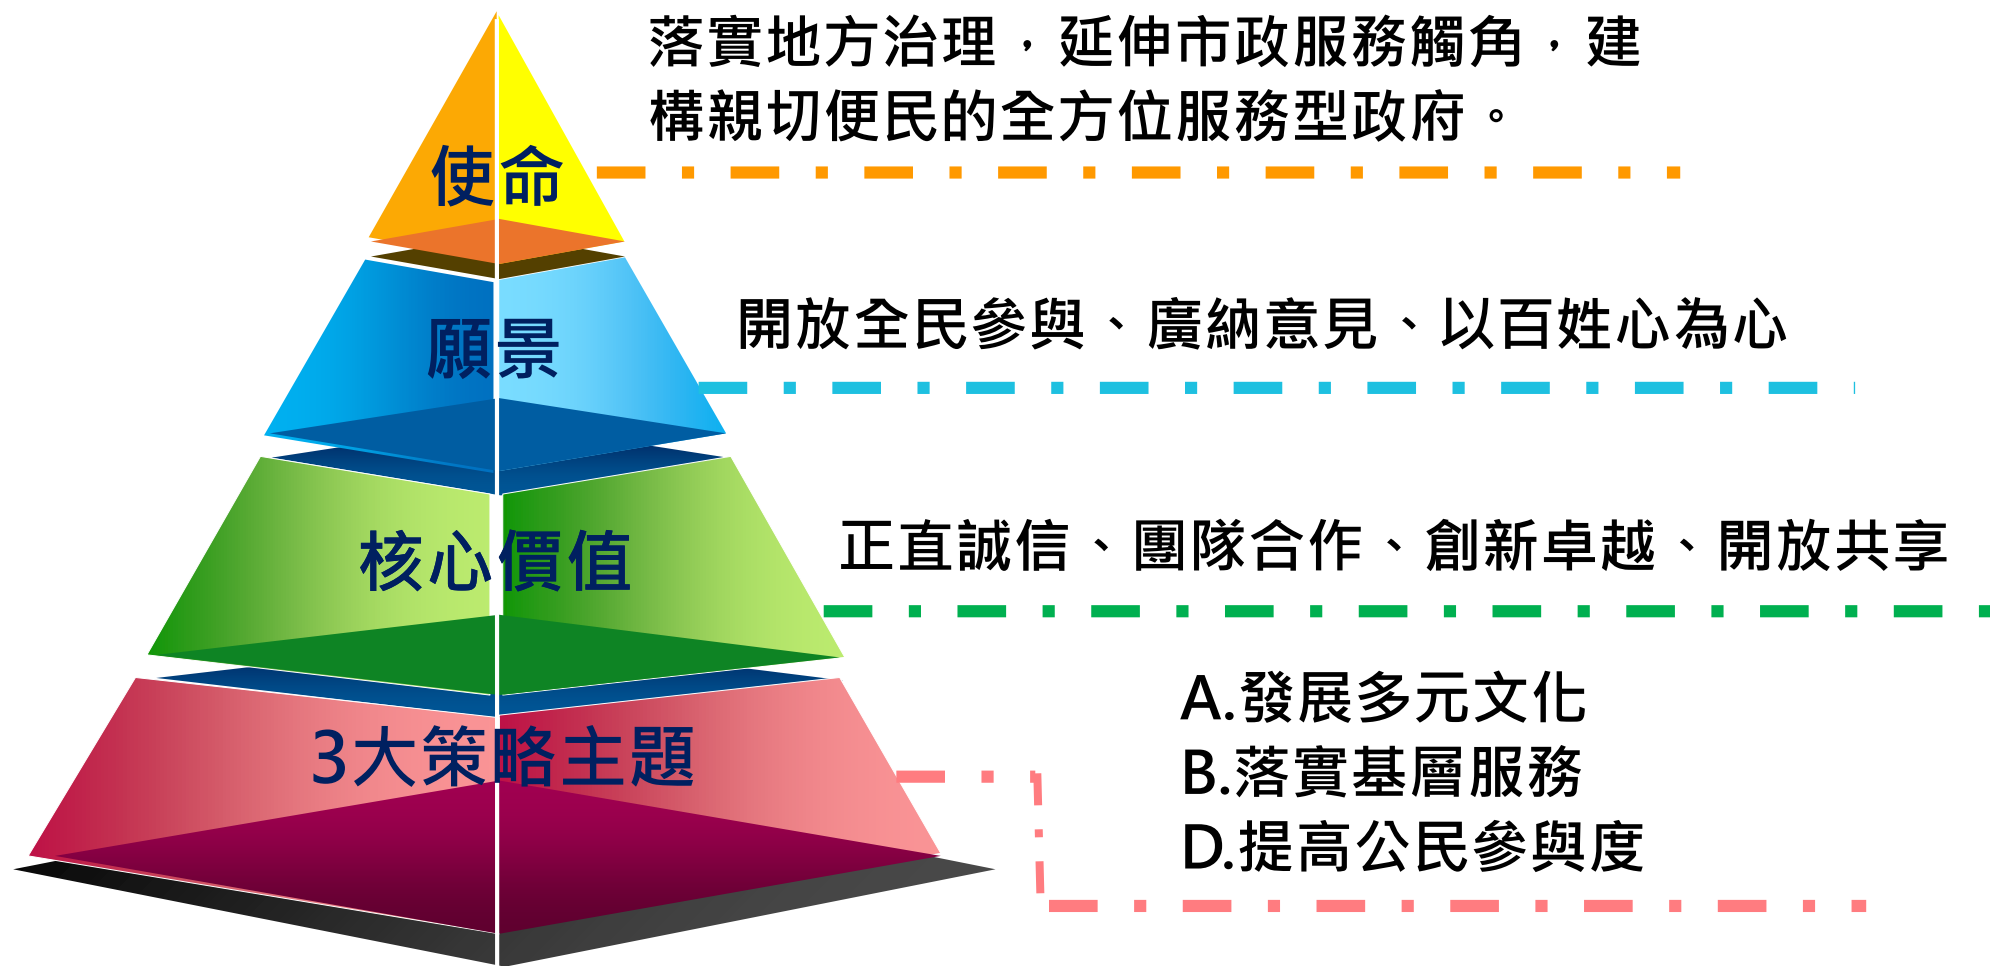 落實地方治理，延伸市政服務觸角，建
構親切便民的全方位服務型政府。
使命
開放全民參與、廣納意見、以百姓心為心
願景
正直誠信、團隊合作、創新卓越、開放共享
核心價值
3大策略主題
A.發展多元文化
B.落實基層服務
D.提高公民參與度